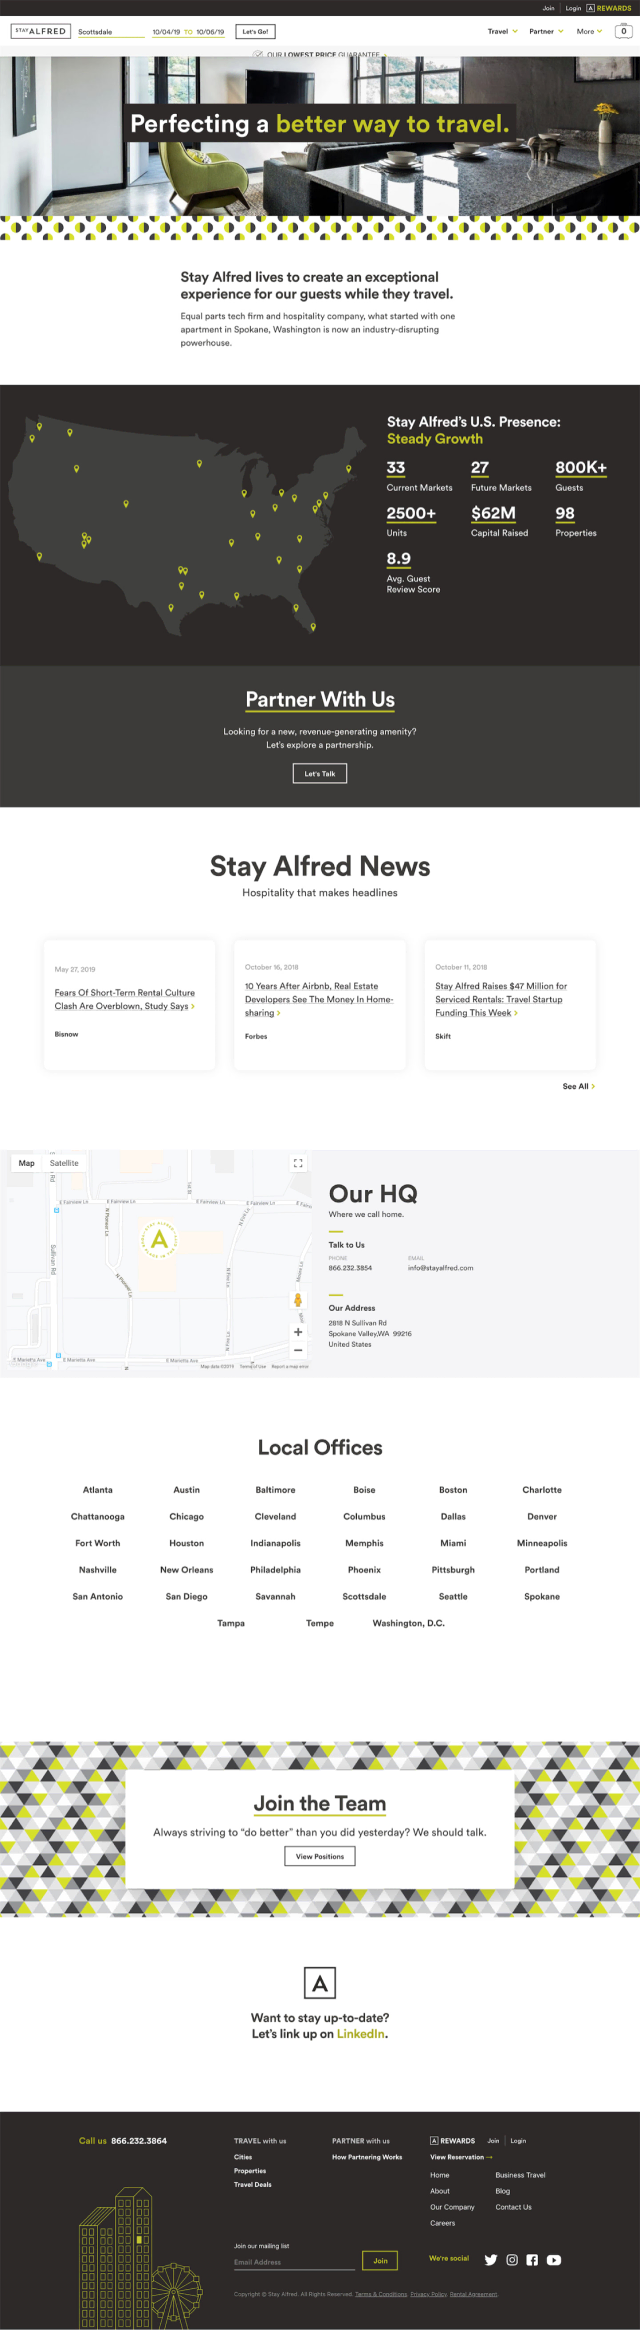 Join Login A REWARDS
STAY ALFRED Scottsdale 10/04/19 TO 10/06/19 Let's Go! Travel Partner More 0
OUR LOWEST PRICE GUARANTEE
Perfecting a better way to travel.
Stay Alfred lives to create an exceptional
experience for our guests while they travel.
Equal parts tech firm and hospitality company, what started with one
apartment in Spokane, Washington is now an industry-disrupting
powerhouse.
Stay Alfred's U.S. Presence:
Steady Growth
33 27 800K+
Current Markets Future Markets Guests
2500+ $62M 98
Units Capital Raised Properties
8.9
Avg. Guest
Review Score
Partner With Us
Looking for a new, revenue-generating amenity?
Let's explore a partnership.
Let's Talk
Stay Alfred News
Hospitality that makes headlines
May 27, 2019
Fears Of Short-Term Rental Culture
Clash Are Overblown, Study Says
Bisnow
October 16, 2018
10 Years After Airbnb, Real Estate
Developers See The Money In Home-
sharing
Forbes
October 11, 2018
Stay Alfred Raises $47 Million for
Serviced Rentals: Travel Startup
Funding This Week
Skift
See All
Map Satellite
E Fairview Ln E Fairview Ln E Fairview Ln
N Pioneer Ln
Sullivan Rd
N Pioneer Ln
A
Moore Ln
E Marietta Ave E Marietta Ave E Marietta Ave
Map data ©2019 Terms of Use Report a map error
Our HQ
Where we call home.
Talk to Us
PHONE EMAIL
866.232.3854 info@stayalfred.com
Our Address
2818 N Sullivan Rd
Spokane Valley,WA 99216
United States
Local Offices
Atlanta Austin Baltimore Boise Boston Charlotte
Chattanooga Chicago Cleveland Columbus Dallas Denver
Fort Worth Houston Indianapolis Memphis Miami Minneapolis
Nashville New Orleans Philadelphia Phoenix Pittsburgh Portland
San Antonio San Diego Savannah Scottsdale Seattle Spokane
Tampa Tempe Washington, D.C.
Join the Team
Always striving to “do better” than you did yesterday? We should talk.
View Positions
A
Want to stay up-to-date?
Let's link up on LinkedIn.
Call us 866.232.3864
TRAVEL with us
Cities
Properties
Travel Deals
PARTNER with us
How Partnering Works
A REWARDS Join Login
View Reservation →
Home Business Travel
About Blog
Our Company Contact Us
Careers
Join our mailing list
Email Address Join
We're social
Copyright © Stay Alfred. All Rights Reserved. Terms & Conditions. Privacy Policy. Rental Agreement.